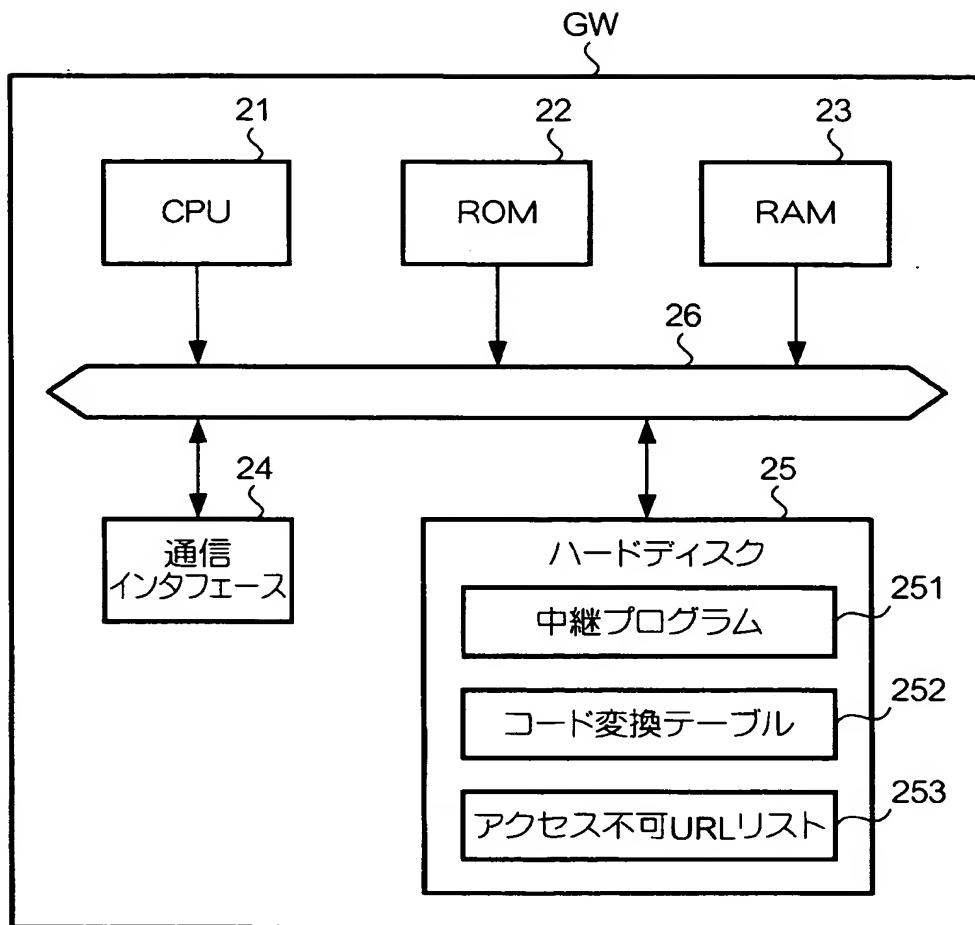 GW
21
22
23
CPU
ROM
RAM
26
24
25
通信
インタフェース
ハードディスク
中継プログラム
251
コード変換テーブル
252
アクセス不可URLリスト
253